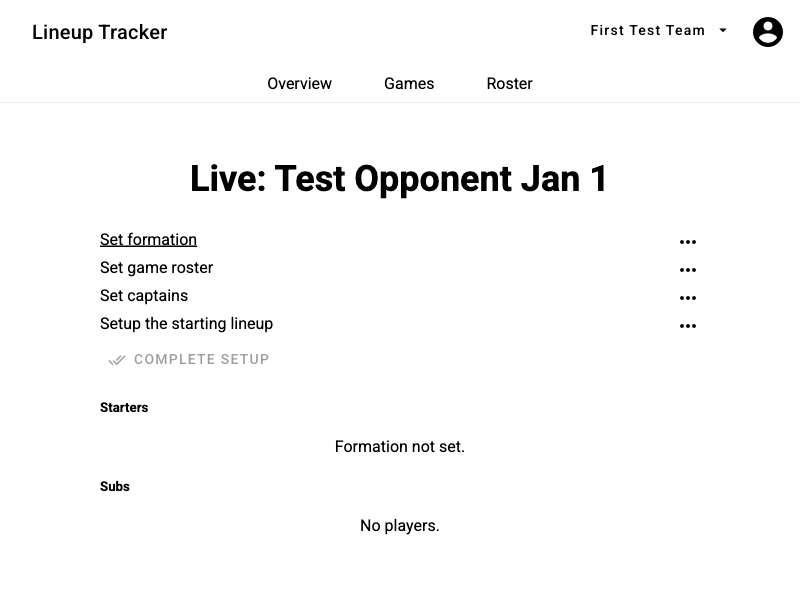 Lineup Tracker
First Test Team
Overview Games Roster
Live: Test Opponent Jan 1
Set formation
Set game roster
Set captains
Setup the starting lineup
COMPLETE SETUP
Starters
Formation not set.
Subs
No players.